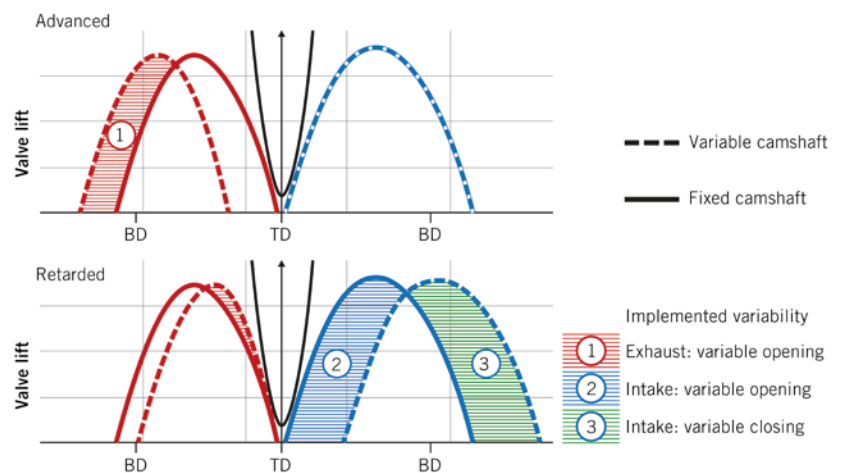 Advanced
Valve lift
1
BD
TD
BD
Variable camshaft
Fixed camshaft
Retarded
Valve lift
2
3
BD
TD
BD
Implemented variability
1 Exhaust: variable opening
2 Intake: variable opening
3 Intake: variable closing